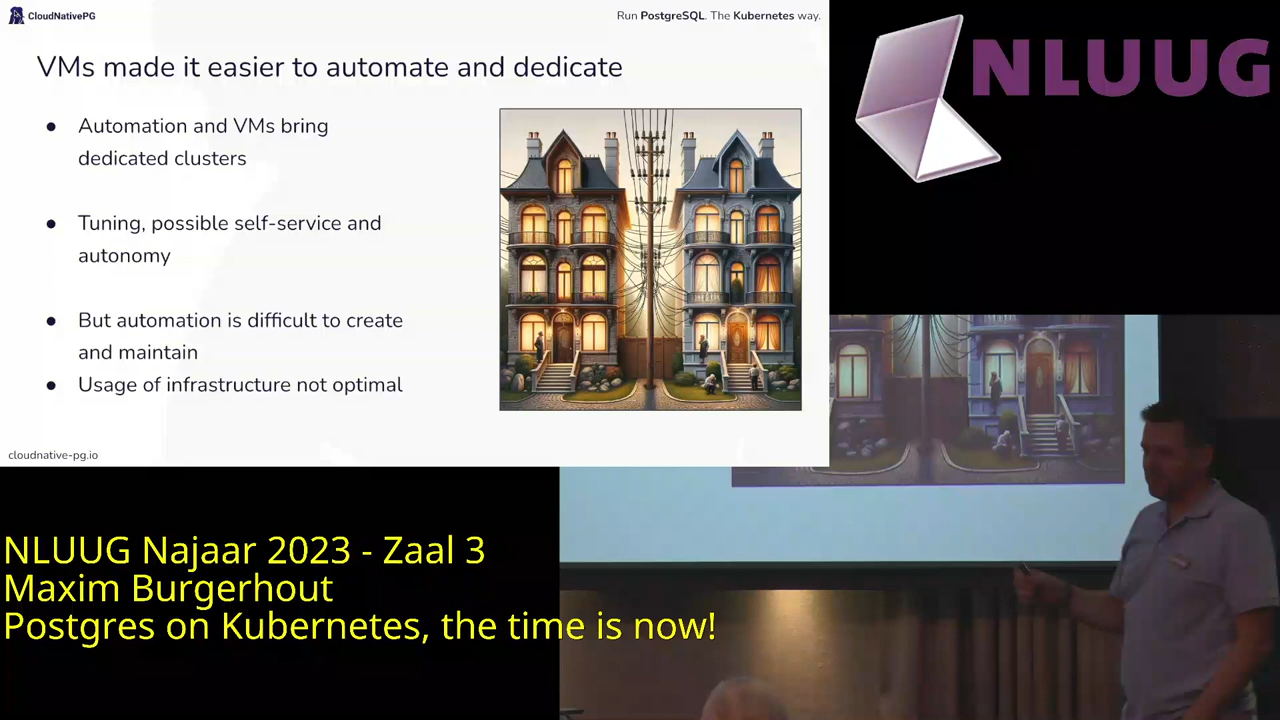 CloudNativePG
Run PostgreSQL. The Kubernetes way.
VMs made it easier to automate and dedicate
● Automation and VMs bring
dedicated clusters
● Tuning, possible self-service and
autonomy
● But automation is difficult to create
and maintain
● Usage of infrastructure not optimal
cloudnative-pg.io
NLUUG
NLUUG Najaar 2023 - Zaal 3
Maxim Burgerhout
Postgres on Kubernetes, the time is now!